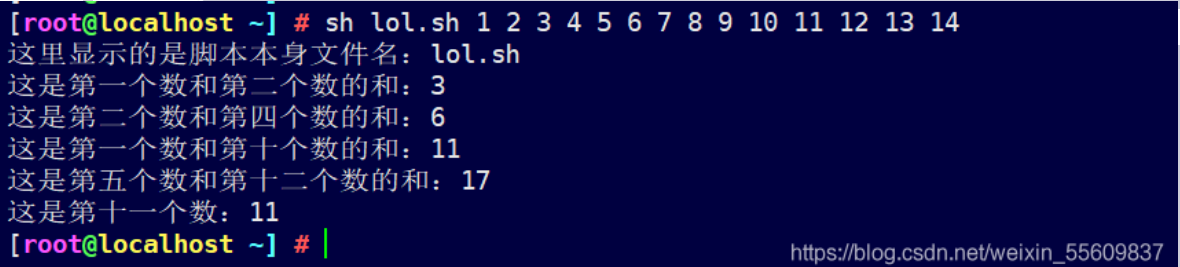 [root@localhost ~] # sh lol.sh 1 2 3 4 5 6 7 8 9 10 11 12 13 14
这里显示的是脚本本身文件名：lol.sh
这是第一个数和第二个数的和：3
这是第二个数和第四个数的和：6
这是第一个数和第十个数的和：11
这是第五个数和第十二个数的和：17
这是第十一个数：11
[root@localhost ~] #
https://blog.csdn.net/weixin_55609837